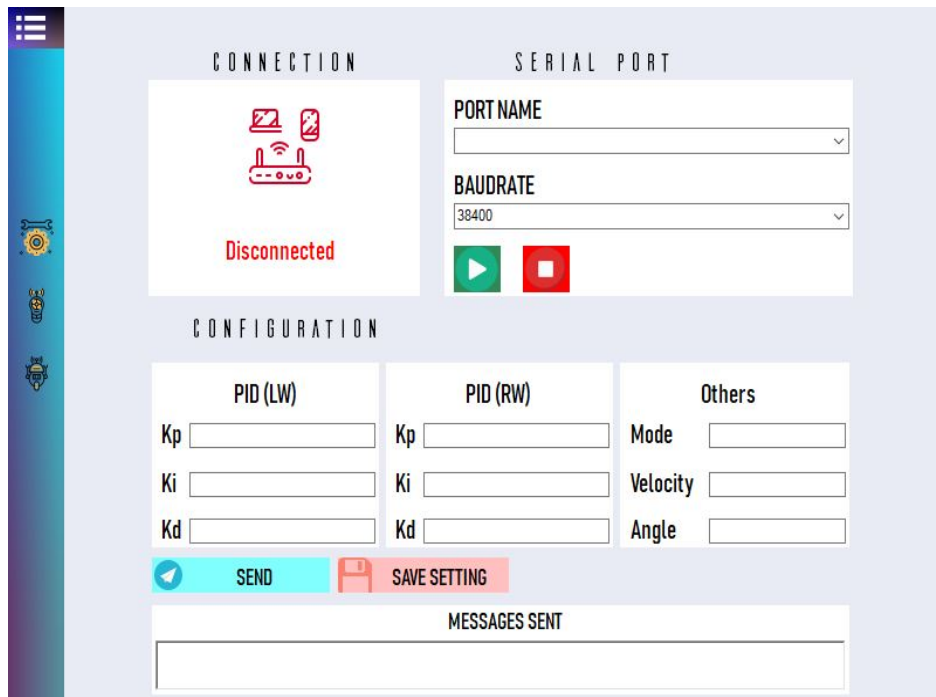 CONNECTION
SERIAL PORT
Disconnected
PORT NAME
BAUDRATE
38400
CONFIGURATION
PID (LW)
Kp
Ki
Kd
PID (RW)
Kp
Ki
Kd
Others
Mode
Velocity
Angle
SEND
SAVE SETTING
MESSAGES SENT